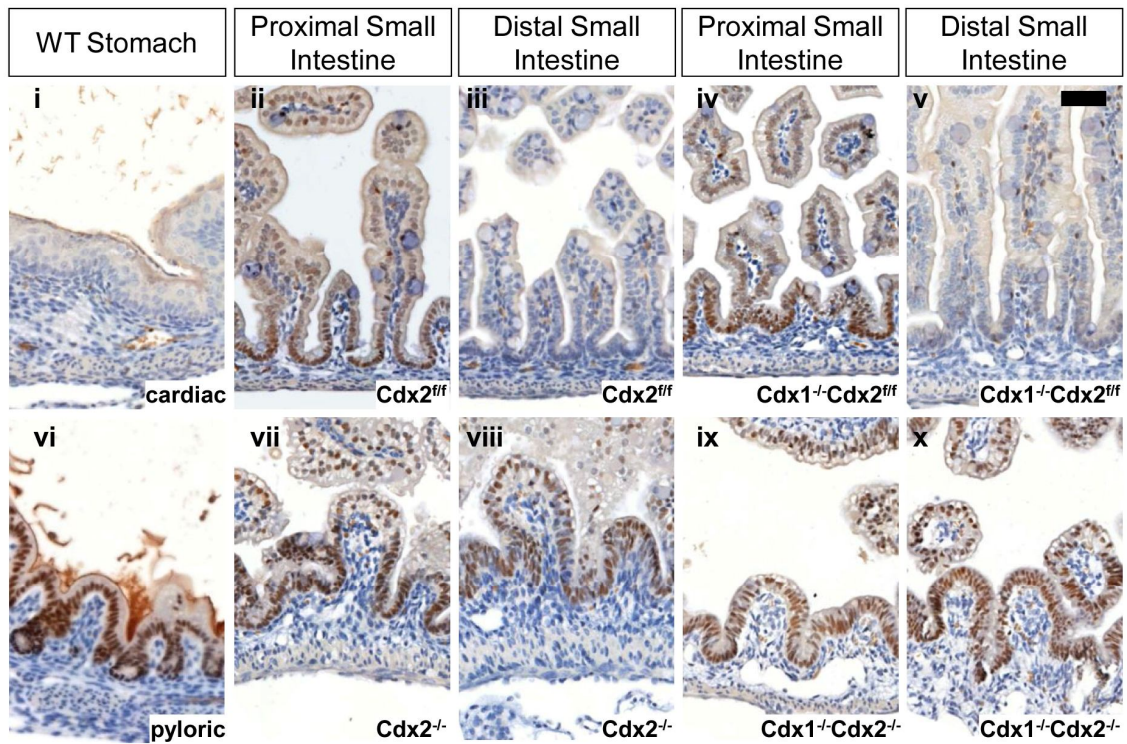 WT Stomach
Proximal Small
Intestine
Distal Small
Intestine
Proximal Small
Intestine
Distal Small
Intestine
i
ii
iii
iv
v
cardiac
Cdx2f/f
Cdx2f/f
Cdx1-/-Cdx2f/f
Cdx1-/-Cdx2f/f
vi
vii
viii
ix
x
pyloric
Cdx2-/-
Cdx2-/-
Cdx1-/-Cdx2-/-
Cdx1-/-Cdx2-/-